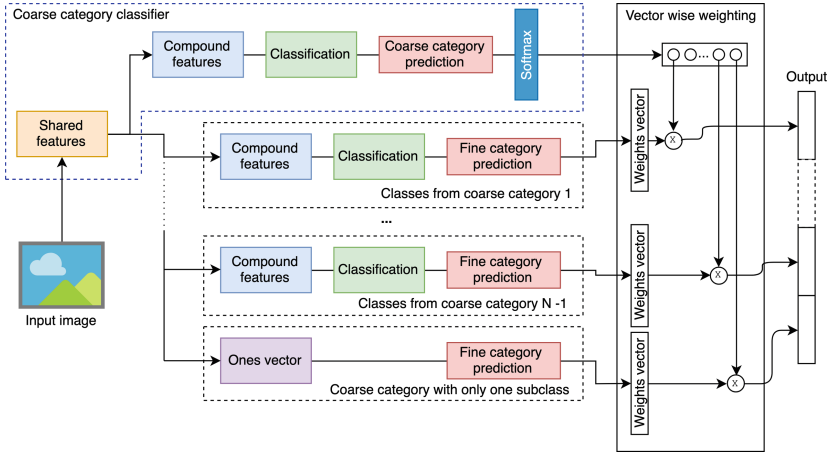 Coarse category classifier
Vector wise weighting
Compound
features
Classification
Coarse category
prediction
Softmax
...
Output
Shared
features
Compound
features
Classification
Fine category
prediction
Weights vector
X
Classes from coarse category 1
...
Compound
features
Classification
Fine category
prediction
Weights vector
X
Classes from coarse category N -1
Input image
Ones vector
Fine category
prediction
Weights vector
X
Coarse category with only one subclass